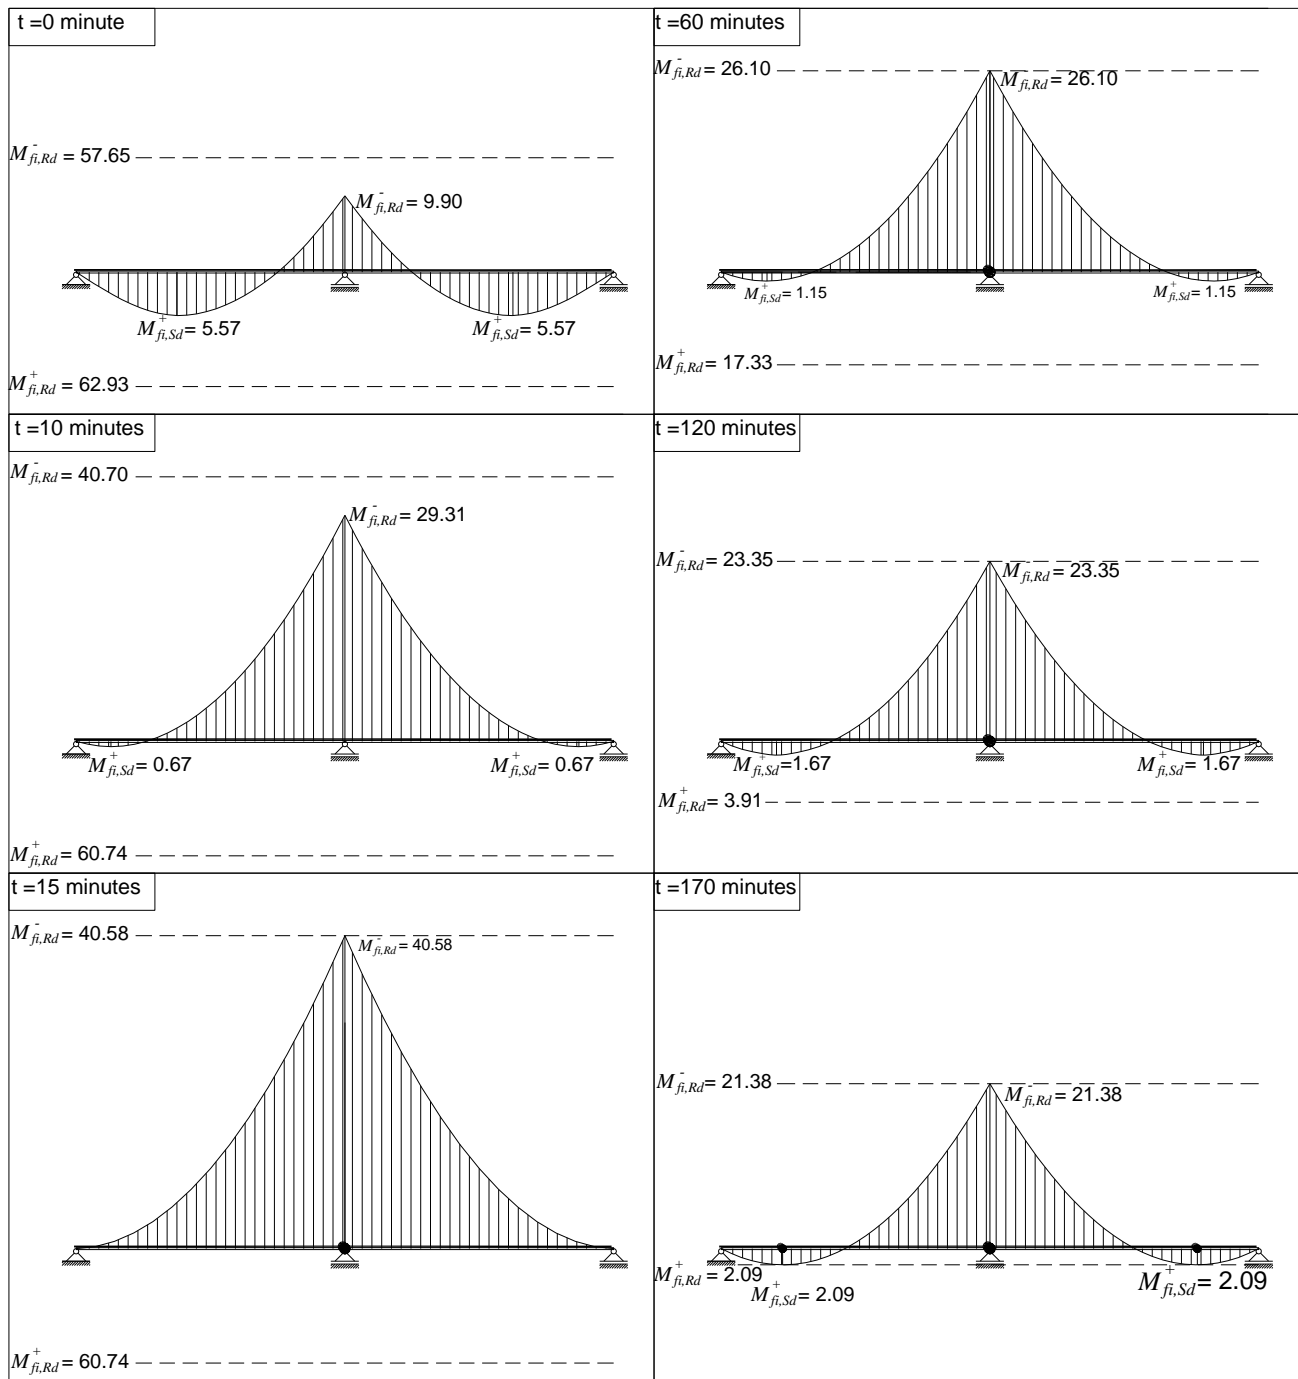 t =0 minute
M⁻fi,Rd = 57.65
M⁻fi,Rd = 9.90
M⁺fi,Sd = 5.57
M⁺fi,Sd = 5.57
M⁺fi,Rd = 62.93
t =60 minutes
M⁻fi,Rd = 26.10
M⁻fi,Rd = 26.10
M⁺fi,Sd = 1.15
M⁺fi,Sd = 1.15
M⁺fi,Rd = 17.33
t =10 minutes
M⁻fi,Rd = 40.70
M⁻fi,Rd = 29.31
M⁺fi,Sd = 0.67
M⁺fi,Sd = 0.67
M⁺fi,Rd = 60.74
t =120 minutes
M⁻fi,Rd = 23.35
M⁻fi,Rd = 23.35
M⁺fi,Sd =1.67
M⁺fi,Sd = 1.67
M⁺fi,Rd = 3.91
t =15 minutes
M⁻fi,Rd = 40.58
M⁻fi,Rd = 40.58
M⁺fi,Rd = 60.74
t =170 minutes
M⁻fi,Rd = 21.38
M⁻fi,Rd = 21.38
M⁺fi,Rd = 2.09
M⁺fi,Sd = 2.09
M⁺fi,Sd = 2.09